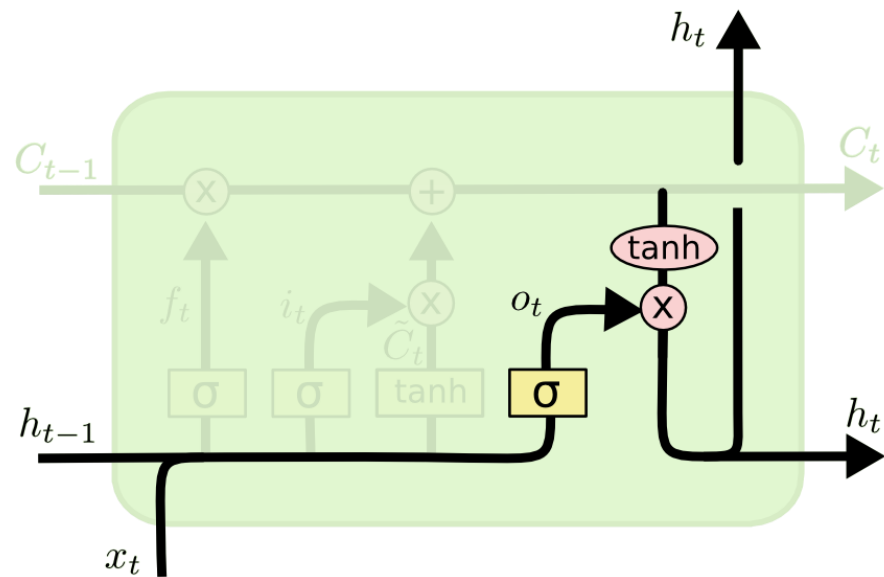 h_t
C_{t-1}
C_t
x
+
tanh
f_t
i_t
x
o_t
x
C̃_t
σ
σ
tanh
σ
h_{t-1}
h_t
x_t